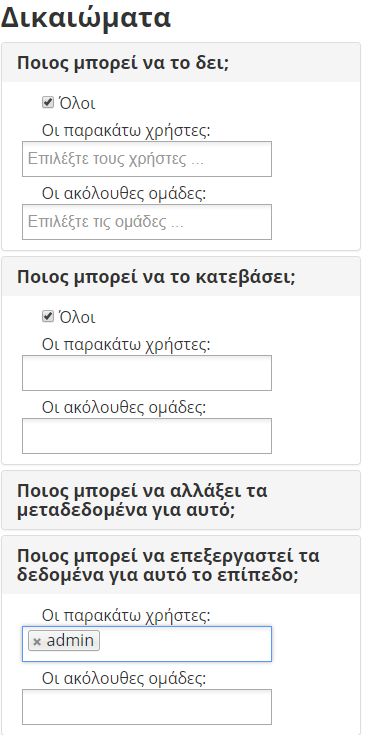 Δικαιώματα
Ποιος μπορεί να το δει;
Όλοι
Οι παρακάτω χρήστες:
Επιλέξτε τους χρήστες ...
Οι ακόλουθες ομάδες:
Επιλέξτε τις ομάδες ...
Ποιος μπορεί να το κατεβάσει;
Όλοι
Οι παρακάτω χρήστες:
Οι ακόλουθες ομάδες:
Ποιος μπορεί να αλλάξει τα
μεταδεδομένα για αυτό;
Ποιος μπορεί να επεξεργαστεί τα
δεδομένα για αυτό το επίπεδο;
Οι παρακάτω χρήστες:
× admin
Οι ακόλουθες ομάδες: